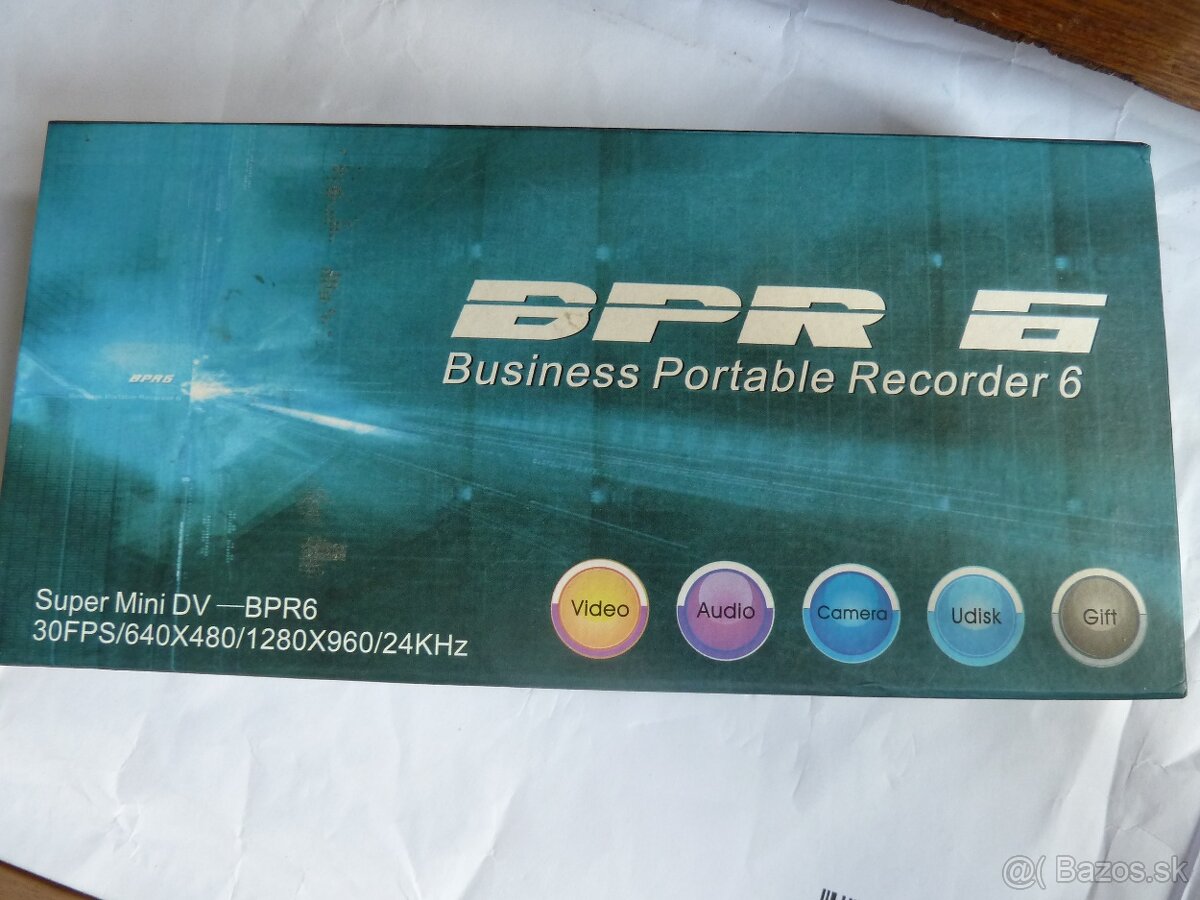 BPR 6
Business Portable Recorder 6
BPR6
Super Mini DV —BPR6
30FPS/640X480/1280X960/24KHz
Video
Audio
Camera
Udisk
Gift
@( Bazos.sk